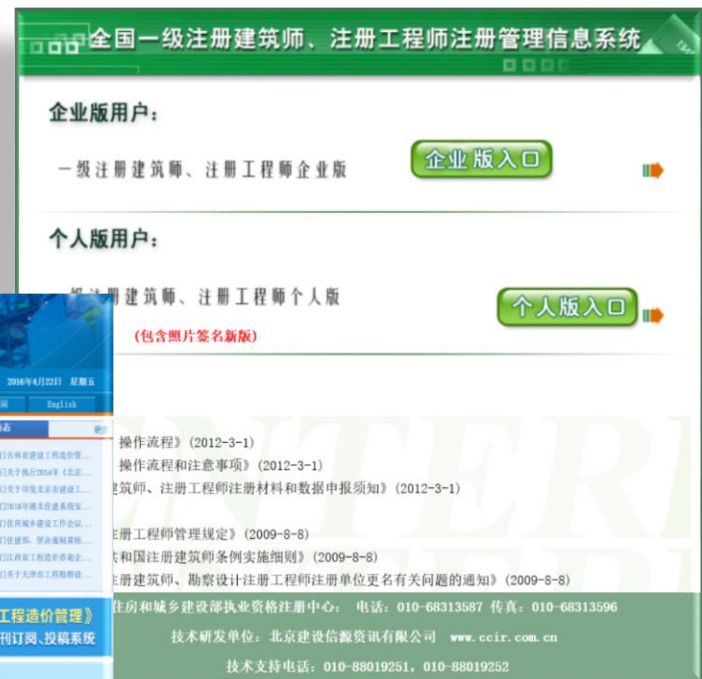 全国一级注册建筑师、注册工程师注册管理信息系统
企业版用户：
一级注册建筑师、注册工程师企业版
企业版入口
个人版用户：
级注册建筑师、注册工程师个人版
个人版入口
(包含照片签名新版)
操作流程》(2012-3-1)
操作流程和注意事项》(2012-3-1)
建筑师、注册工程师注册材料和数据申报须知》(2012-3-1)
注册工程师管理规定》(2009-8-8)
共和国注册建筑师条例实施细则》(2009-8-8)
注册建筑师、勘察设计注册工程师注册单位更名有关问题的通知》(2009-8-8)
住房和城乡建设部执业资格注册中心： 电话：010-68313587 传真：010-68313596
技术研发单位：北京建设信源资讯有限公司 www.ccir.com.cn
技术支持电话：010-88019251，010-88019252
2016年4月22日 星期五
English
工程造价管理》
刊订阅、投稿系统